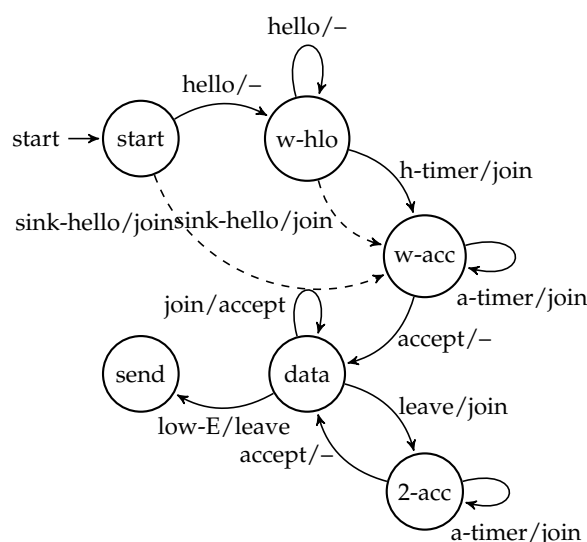 hello/–
hello/–
start
start
w-hlo
h-timer/join
sink-hello/join
sink-hello/join
w-acc
a-timer/join
join/accept
accept/–
send
data
leave/join
low-E/leave
accept/–
2-acc
a-timer/join